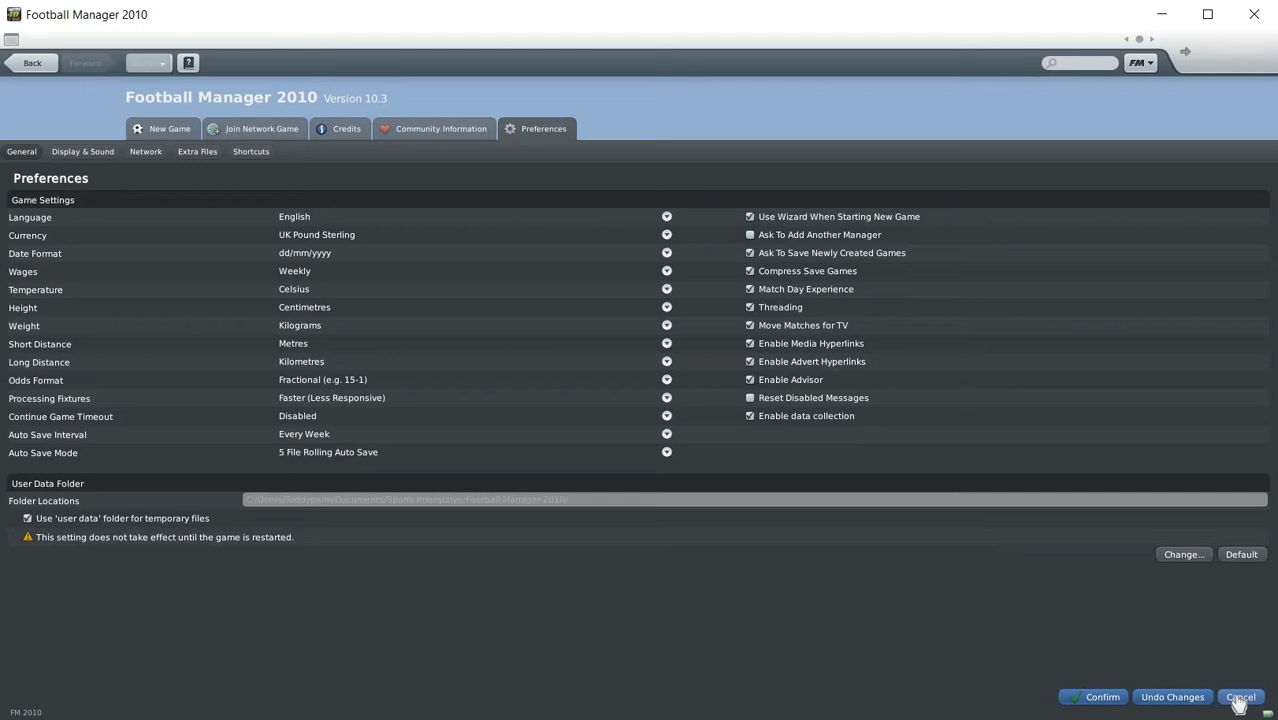 Football Manager 2010
Back
Forward
FM
Football Manager 2010 Version 10.3
New Game Join Network Game Credits Community Information Preferences
General Display & Sound Network Extra Files Shortcuts
Preferences
Game Settings
Language English Use Wizard When Starting New Game
Currency UK Pound Sterling Ask To Add Another Manager
Date Format dd/mm/yyyy Ask To Save Newly Created Games
Wages Weekly Compress Save Games
Temperature Celsius Match Day Experience
Height Centimetres Threading
Weight Kilograms Move Matches for TV
Short Distance Metres Enable Media Hyperlinks
Long Distance Kilometres Enable Advert Hyperlinks
Odds Format Fractional (e.g. 15-1) Enable Advisor
Processing Fixtures Faster (Less Responsive) Reset Disabled Messages
Continue Game Timeout Disabled Enable data collection
Auto Save Interval Every Week
Auto Save Mode 5 File Rolling Auto Save
User Data Folder
Folder Locations
Use 'user data' folder for temporary files
This setting does not take effect until the game is restarted.
Change... Default
Confirm Undo Changes Cancel
FM 2010